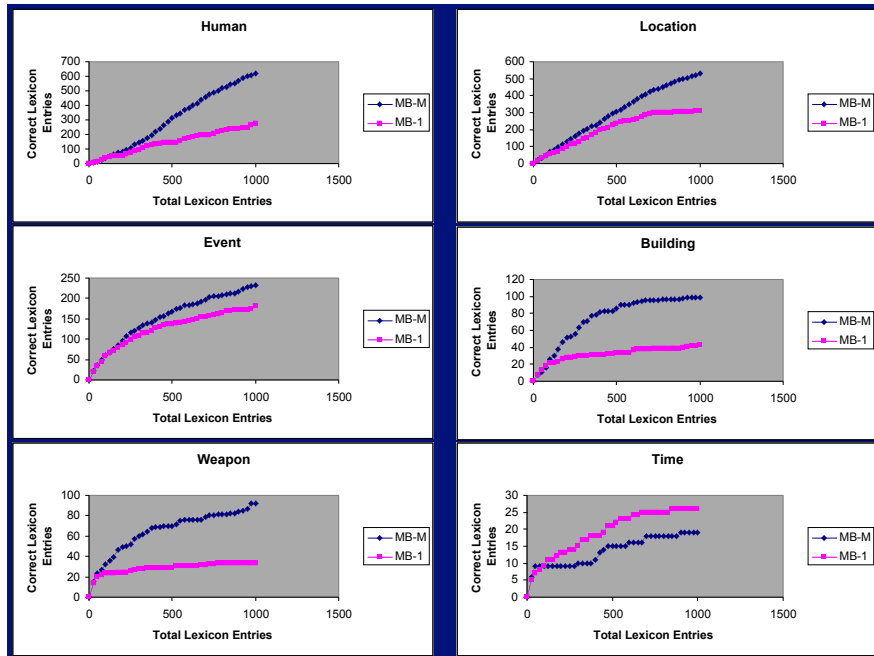 Human
700
600
500
400
300
200
100
0
Correct Lexicon
Entries
0 500 1000 1500
Total Lexicon Entries
MB-M
MB-1
Location
600
500
400
300
200
100
0
Correct Lexicon
Entries
0 500 1000 1500
Total Lexicon Entries
MB-M
MB-1
Event
250
200
150
100
50
0
Correct Lexicon
Entries
0 500 1000 1500
Total Lexicon Entries
MB-M
MB-1
Building
120
100
80
60
40
20
0
Correct Lexicon
Entries
0 500 1000 1500
Total Lexicon Entries
MB-M
MB-1
Weapon
100
80
60
40
20
0
Correct Lexicon
Entries
0 500 1000 1500
Total Lexicon Entries
MB-M
MB-1
Time
30
25
20
15
10
5
0
Correct Lexicon
Entries
0 500 1000 1500
Total Lexicon Entries
MB-M
MB-1